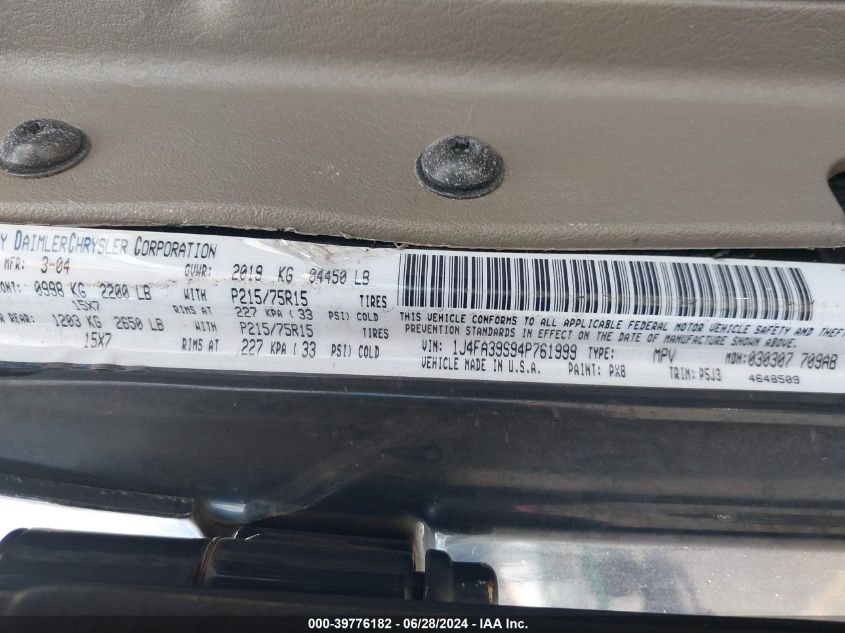 Y DAIMLERCHRYSLER CORPORATION
MFR: 3-04 GVWR: 2019 KG 04450 LB
ONT: 0998 KG 2200 LB WITH P215/75R15 TIRES
15X7 RIMS AT 227 KPA ( 33 PSI) COLD
REAR: 1203 KG 2650 LB WITH P215/75R15 TIRES
15X7 RIMS AT 227 KPA ( 33 PSI) COLD
THIS VEHICLE CONFORMS TO ALL APPLICABLE FEDERAL MOTOR VEHICLE SAFETY AND THEFT
PREVENTION STANDARDS IN EFFECT ON THE DATE OF MANUFACTURE SHOWN ABOVE.
VIN: 1J4FA39S94P761999 TYPE: MPV MDH: 030307 709AB
VEHICLE MADE IN U.S.A. PAINT: PX8 TRIM: P5J3 4648509
000-39776182 - 06/28/2024 - IAA Inc.